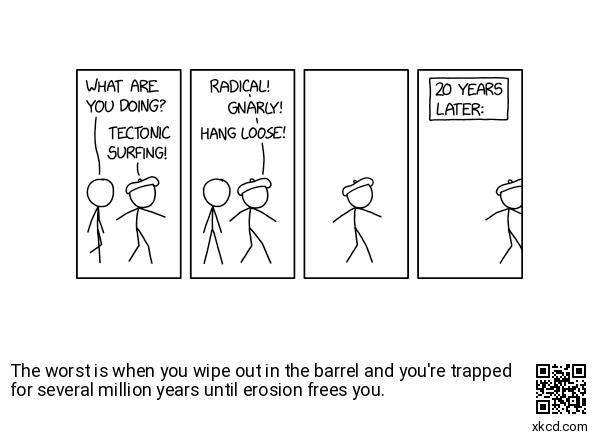 WHAT ARE
YOU DOING?
TECTONIC
SURFING!
RADICAL!
GNARLY!
HANG LOOSE!
20 YEARS
LATER:
The worst is when you wipe out in the barrel and you're trapped
for several million years until erosion frees you.
xkcd.com